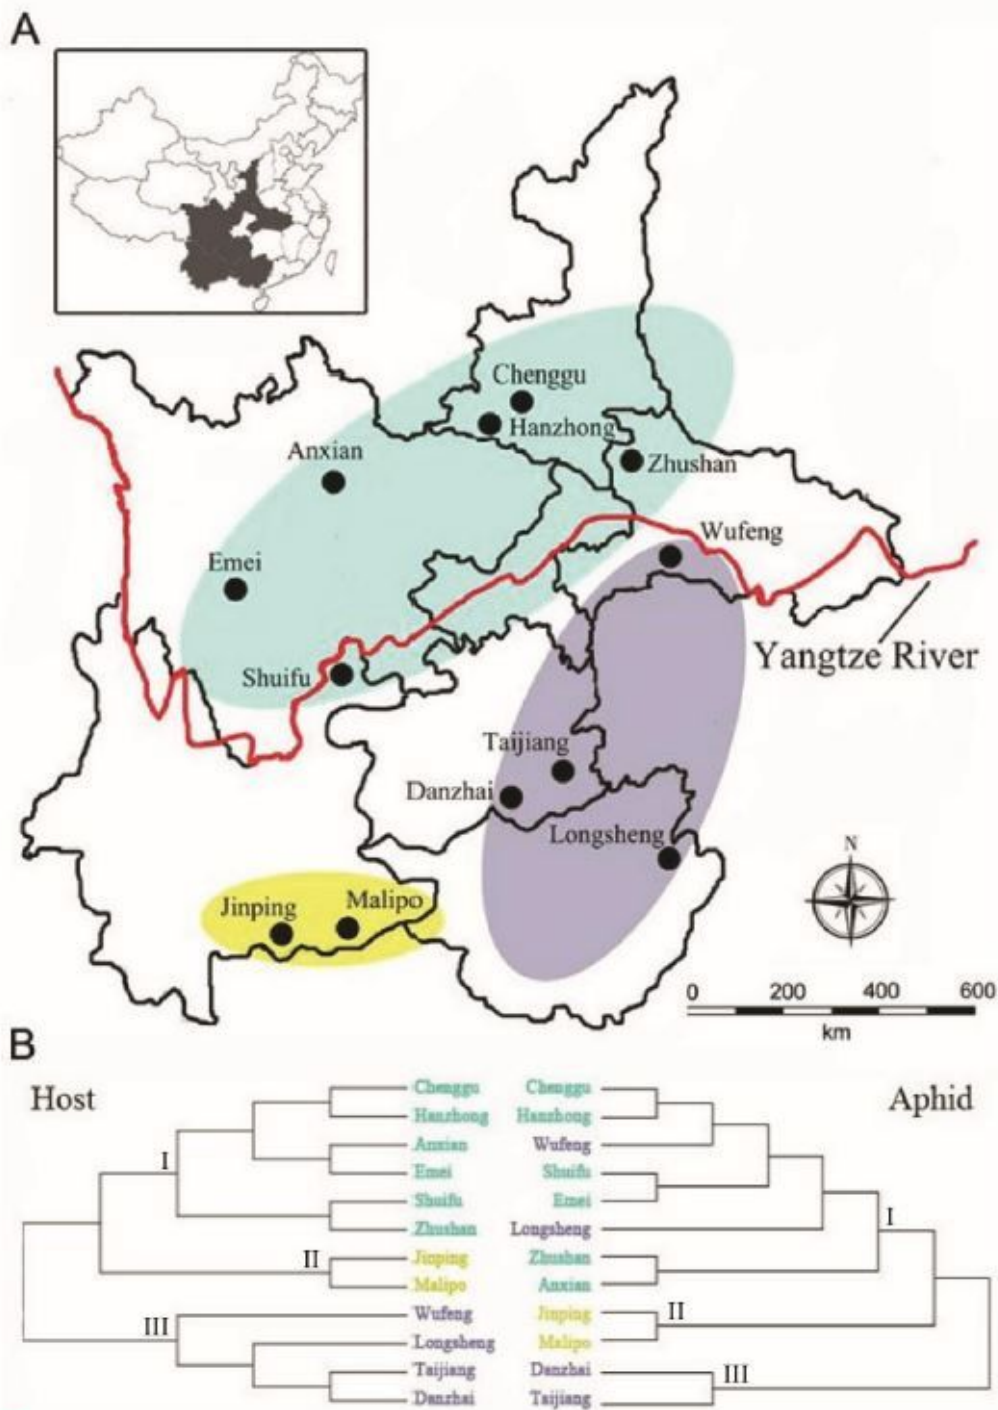 A
Chenggu
Hanzhong
Anxian
Zhushan
Wufeng
Emei
Yangtze River
Shuifu
Taijiang
Danzhai
Longsheng
N
Malipo
Jinping
0 200 400 600
km
B
Host
Aphid
Chenggu
Hanzhong
Anxian
Emei
Shuifu
Zhushan
Jinping
Malipo
Wufeng
Longsheng
Taijiang
Danzhai
I
II
III
Chenggu
Hanzhong
Wufeng
Shuifu
Emei
Longsheng
Zhushan
Anxian
Jinping
Malipo
Danzhai
Taijiang
I
II
III